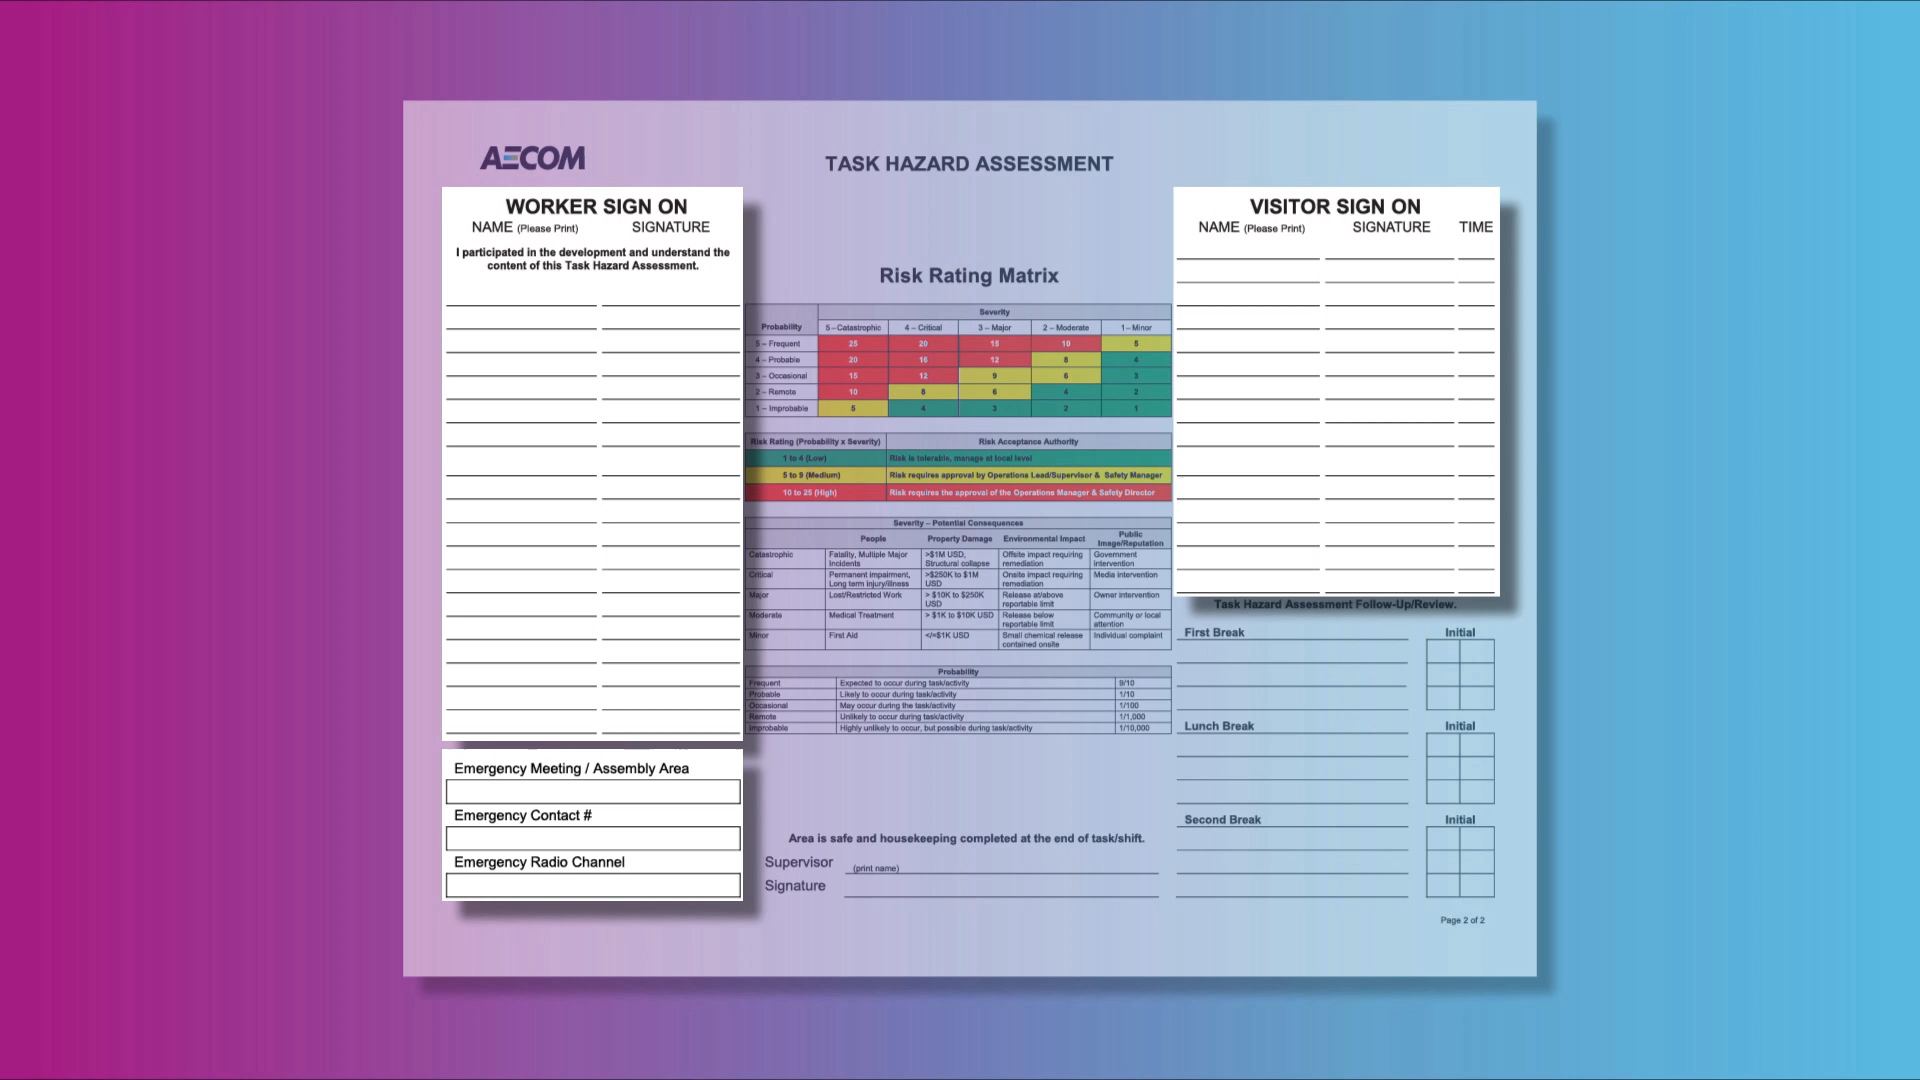 AECOM
TASK HAZARD ASSESSMENT
WORKER SIGN ON
NAME (Please Print) SIGNATURE
I participated in the development and understand the
content of this Task Hazard Assessment.
Emergency Meeting / Assembly Area
Emergency Contact #
Emergency Radio Channel
Risk Rating Matrix
Severity
Probability 5–Catastrophic 4 – Critical 3 – Major 2 – Moderate 1 – Minor
5 – Frequent 25 20 15 10 5
4 – Probable 20 16 12 8 4
3 – Occasional 15 12 9 6 3
2 – Remote 10 8 6 4 2
1 – Improbable 5 4 3 2 1
Risk Rating (Probability x Severity) Risk Acceptance Authority
1 to 4 (Low) Risk is tolerable, manage at local level
5 to 9 (Medium) Risk requires approval by Operations Lead/Supervisor & Safety Manager
10 to 25 (High) Risk requires the approval of the Operations Manager & Safety Director
Severity – Potential Consequences
People Property Damage Environmental Impact Public
Image/Reputation
Catastrophic Fatality, Multiple Major >$1M USD, Offsite impact requiring Government
Incidents Structural collapse remediation intervention
Critical Permanent impairment, >$250K to $1M Onsite impact requiring Media intervention
Long term injury/illness USD remediation
Major Lost/Restricted Work > $10K to $250K Release at/above Owner intervention
USD reportable limit
Moderate Medical Treatment > $1K to $10K USD Release below Community or local
reportable limit attention
Minor First Aid </=$1K USD Small chemical release Individual complaint
contained onsite
Probability
Frequent Expected to occur during task/activity 9/10
Probable Likely to occur during task/activity 1/10
Occasional May occur during the task/activity 1/100
Remote Unlikely to occur during task/activity 1/1,000
Improbable Highly unlikely to occur, but possible during task/activity 1/10,000
Area is safe and housekeeping completed at the end of task/shift.
Supervisor (print name)
Signature
VISITOR SIGN ON
NAME (Please Print) SIGNATURE TIME
Task Hazard Assessment Follow-Up/Review.
First Break Initial
Lunch Break Initial
Second Break Initial
Page 2 of 2